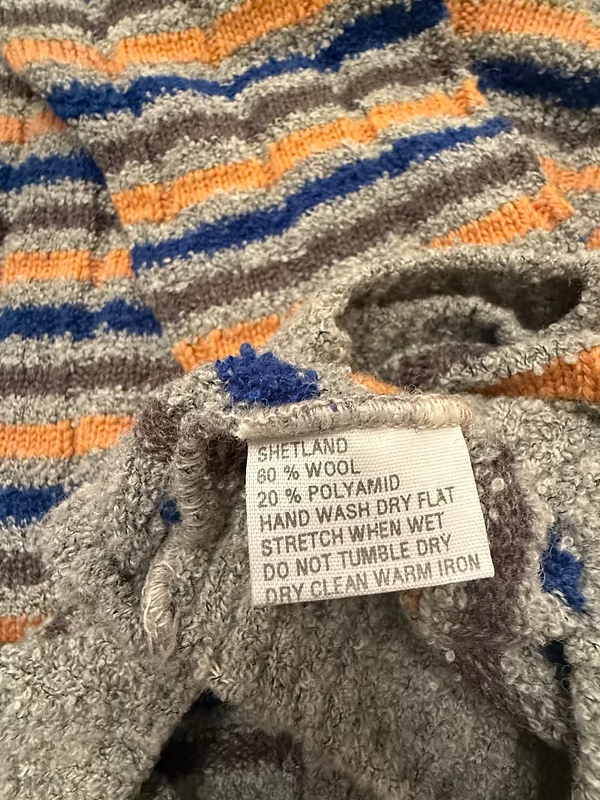 SHETLAND
80 % WOOL
20 % POLYAMID
HAND WASH DRY FLAT
STRETCH WHEN WET
DO NOT TUMBLE DRY
DRY CLEAN WARM IRON